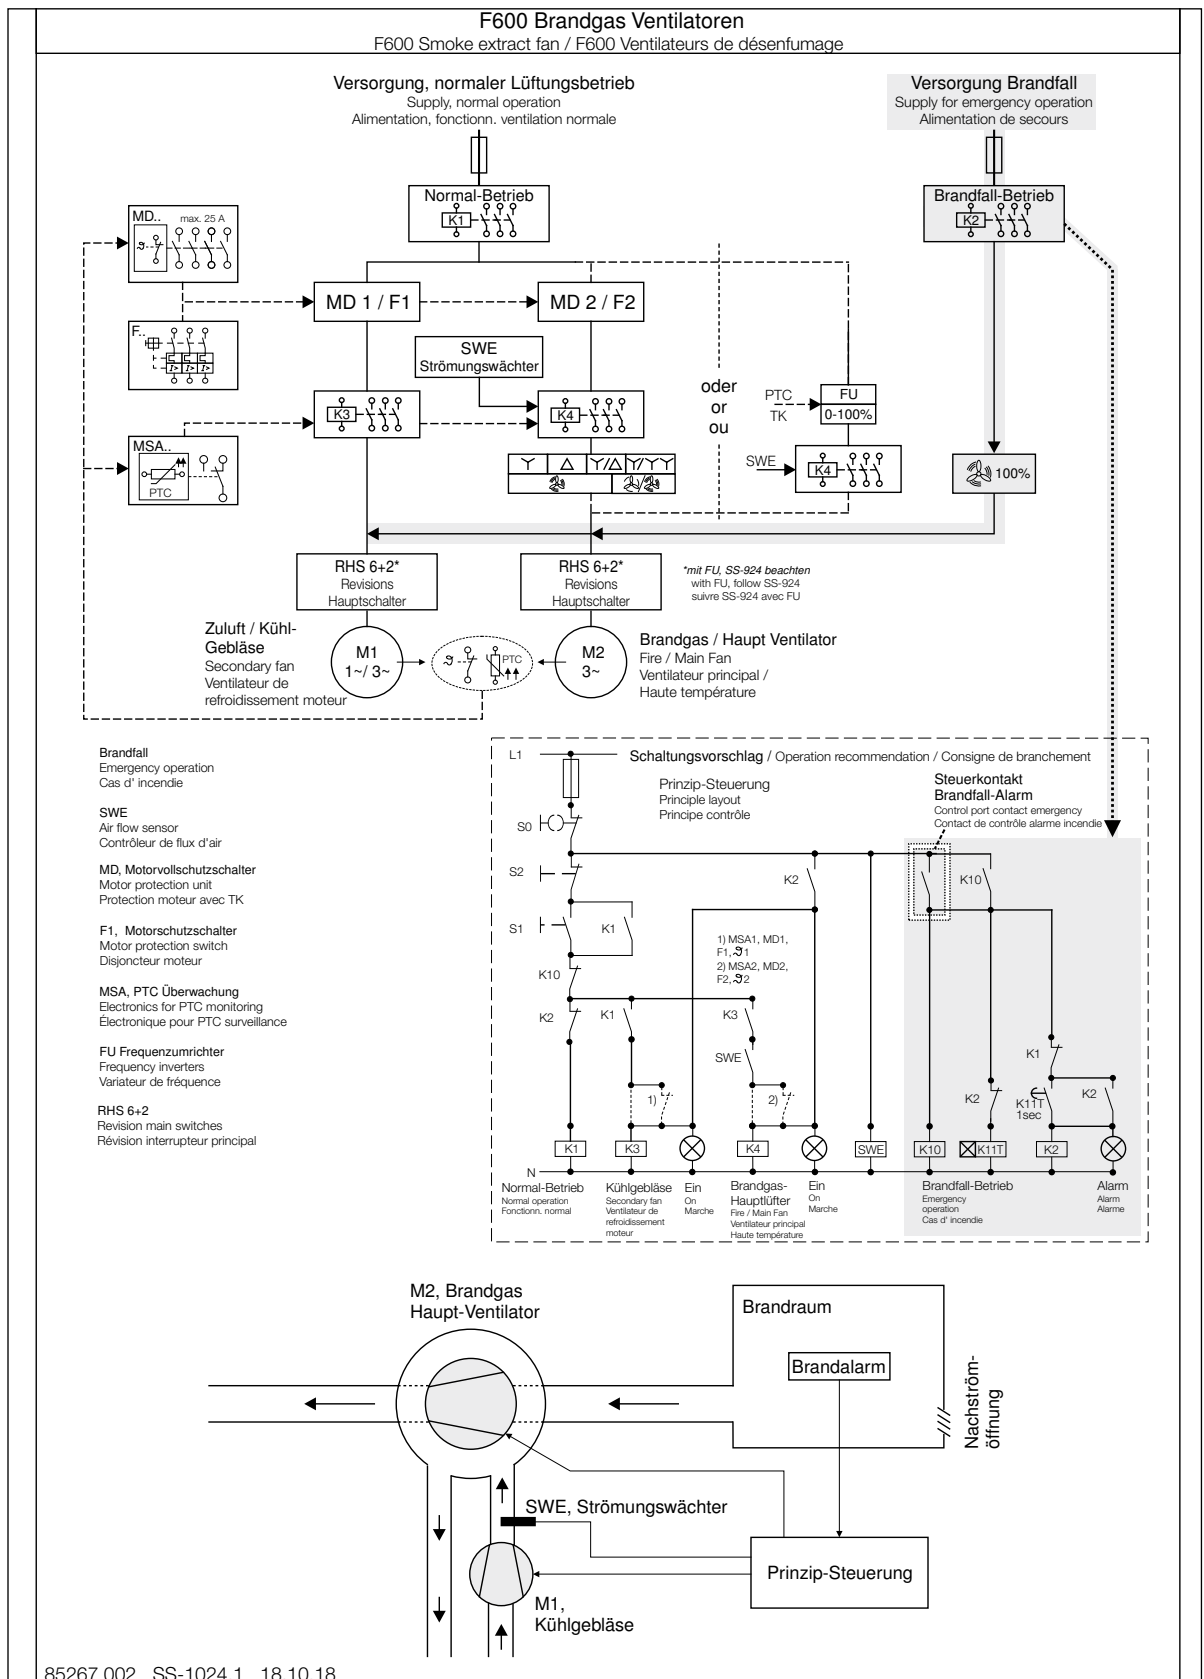 F600 Brandgas Ventilatoren
F600 Smoke extract fan / F600 Ventilateurs de désenfumage
Versorgung, normaler Lüftungsbetrieb
Supply, normal operation
Alimentation, fonctionn. ventilation normale
Versorgung Brandfall
Supply for emergency operation
Alimentation de secours
Normal-Betrieb
K1
Brandfall-Betrieb
K2
MD..
max. 25 A
ϑ
MD 1 / F1
MD 2 / F2
F..
I> I> I>
SWE
Strömungswächter
oder
or
ou
PTC
TK
FU
0-100%
K3
K4
MSA..
PTC
Y Δ Y/Δ Y/YY
SWE
K4
100%
RHS 6+2*
Revisions
Hauptschalter
RHS 6+2*
Revisions
Hauptschalter
*mit FU, SS-924 beachten
with FU, follow SS-924
suivre SS-924 avec FU
Zuluft / Kühl-
Gebläse
Secondary fan
Ventilateur de
refroidissement moteur
M1
1~/ 3~
ϑ
PTC
M2
3~
Brandgas / Haupt Ventilator
Fire / Main Fan
Ventilateur principal /
Haute température
Brandfall
Emergency operation
Cas d' incendie
SWE
Air flow sensor
Contrôleur de flux d'air
MD, Motorvollschutzschalter
Motor protection unit
Protection moteur avec TK
F1, Motorschutzschalter
Motor protection switch
Disjoncteur moteur
MSA, PTC Überwachung
Electronics for PTC monitoring
Électronique pour PTC surveillance
FU Frequenzumrichter
Frequency inverters
Variateur de fréquence
RHS 6+2
Revision main switches
Révision interrupteur principal
L1
Schaltungsvorschlag / Operation recommendation / Consigne de branchement
Prinzip-Steuerung
Principle layout
Principe contrôle
Steuerkontakt
Brandfall-Alarm
Control port contact emergency
Contact de contrôle alarme incendie
S0
S2
K2
K10
S1
K1
1) MSA1, MD1,
F1, ϑ1
2) MSA2, MD2,
F2, ϑ2
K10
K2
K1
K3
SWE
K1
1)
2)
K2
K11T
1sec
K2
K1
K3
K4
SWE
K10
K11T
K2
N
Normal-Betrieb
Normal operation
Fonctionn. normal
Kühlgebläse
Secondary fan
Ventilateur de
refroidissement
moteur
Ein
On
Marche
Brandgas-
Hauptlüfter
Fire / Main Fan
Ventilateur principal
Haute température
Ein
On
Marche
Brandfall-Betrieb
Emergency
operation
Cas d' incendie
Alarm
Alarm
Alarme
M2, Brandgas
Haupt-Ventilator
Brandraum
Brandalarm
Nachström-
öffnung
SWE, Strömungswächter
Prinzip-Steuerung
M1,
Kühlgebläse
85267 002 SS-1024.1 18.10.18